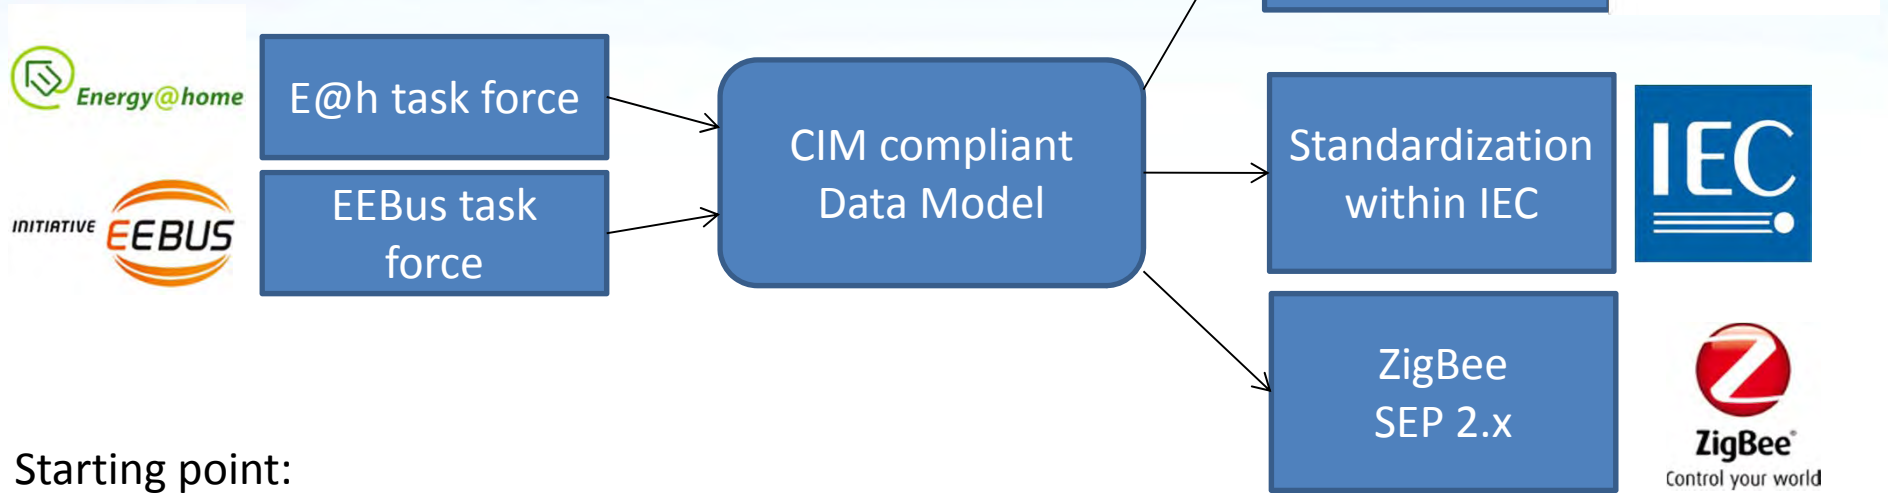 Energy@home
E@h task force
INITIATIVE EEBUS
EEBus task
force
CIM compliant
Data Model
Standardization
within IEC
IEC
ZigBee
SEP 2.x
ZigBee®
Control your world
Starting point: